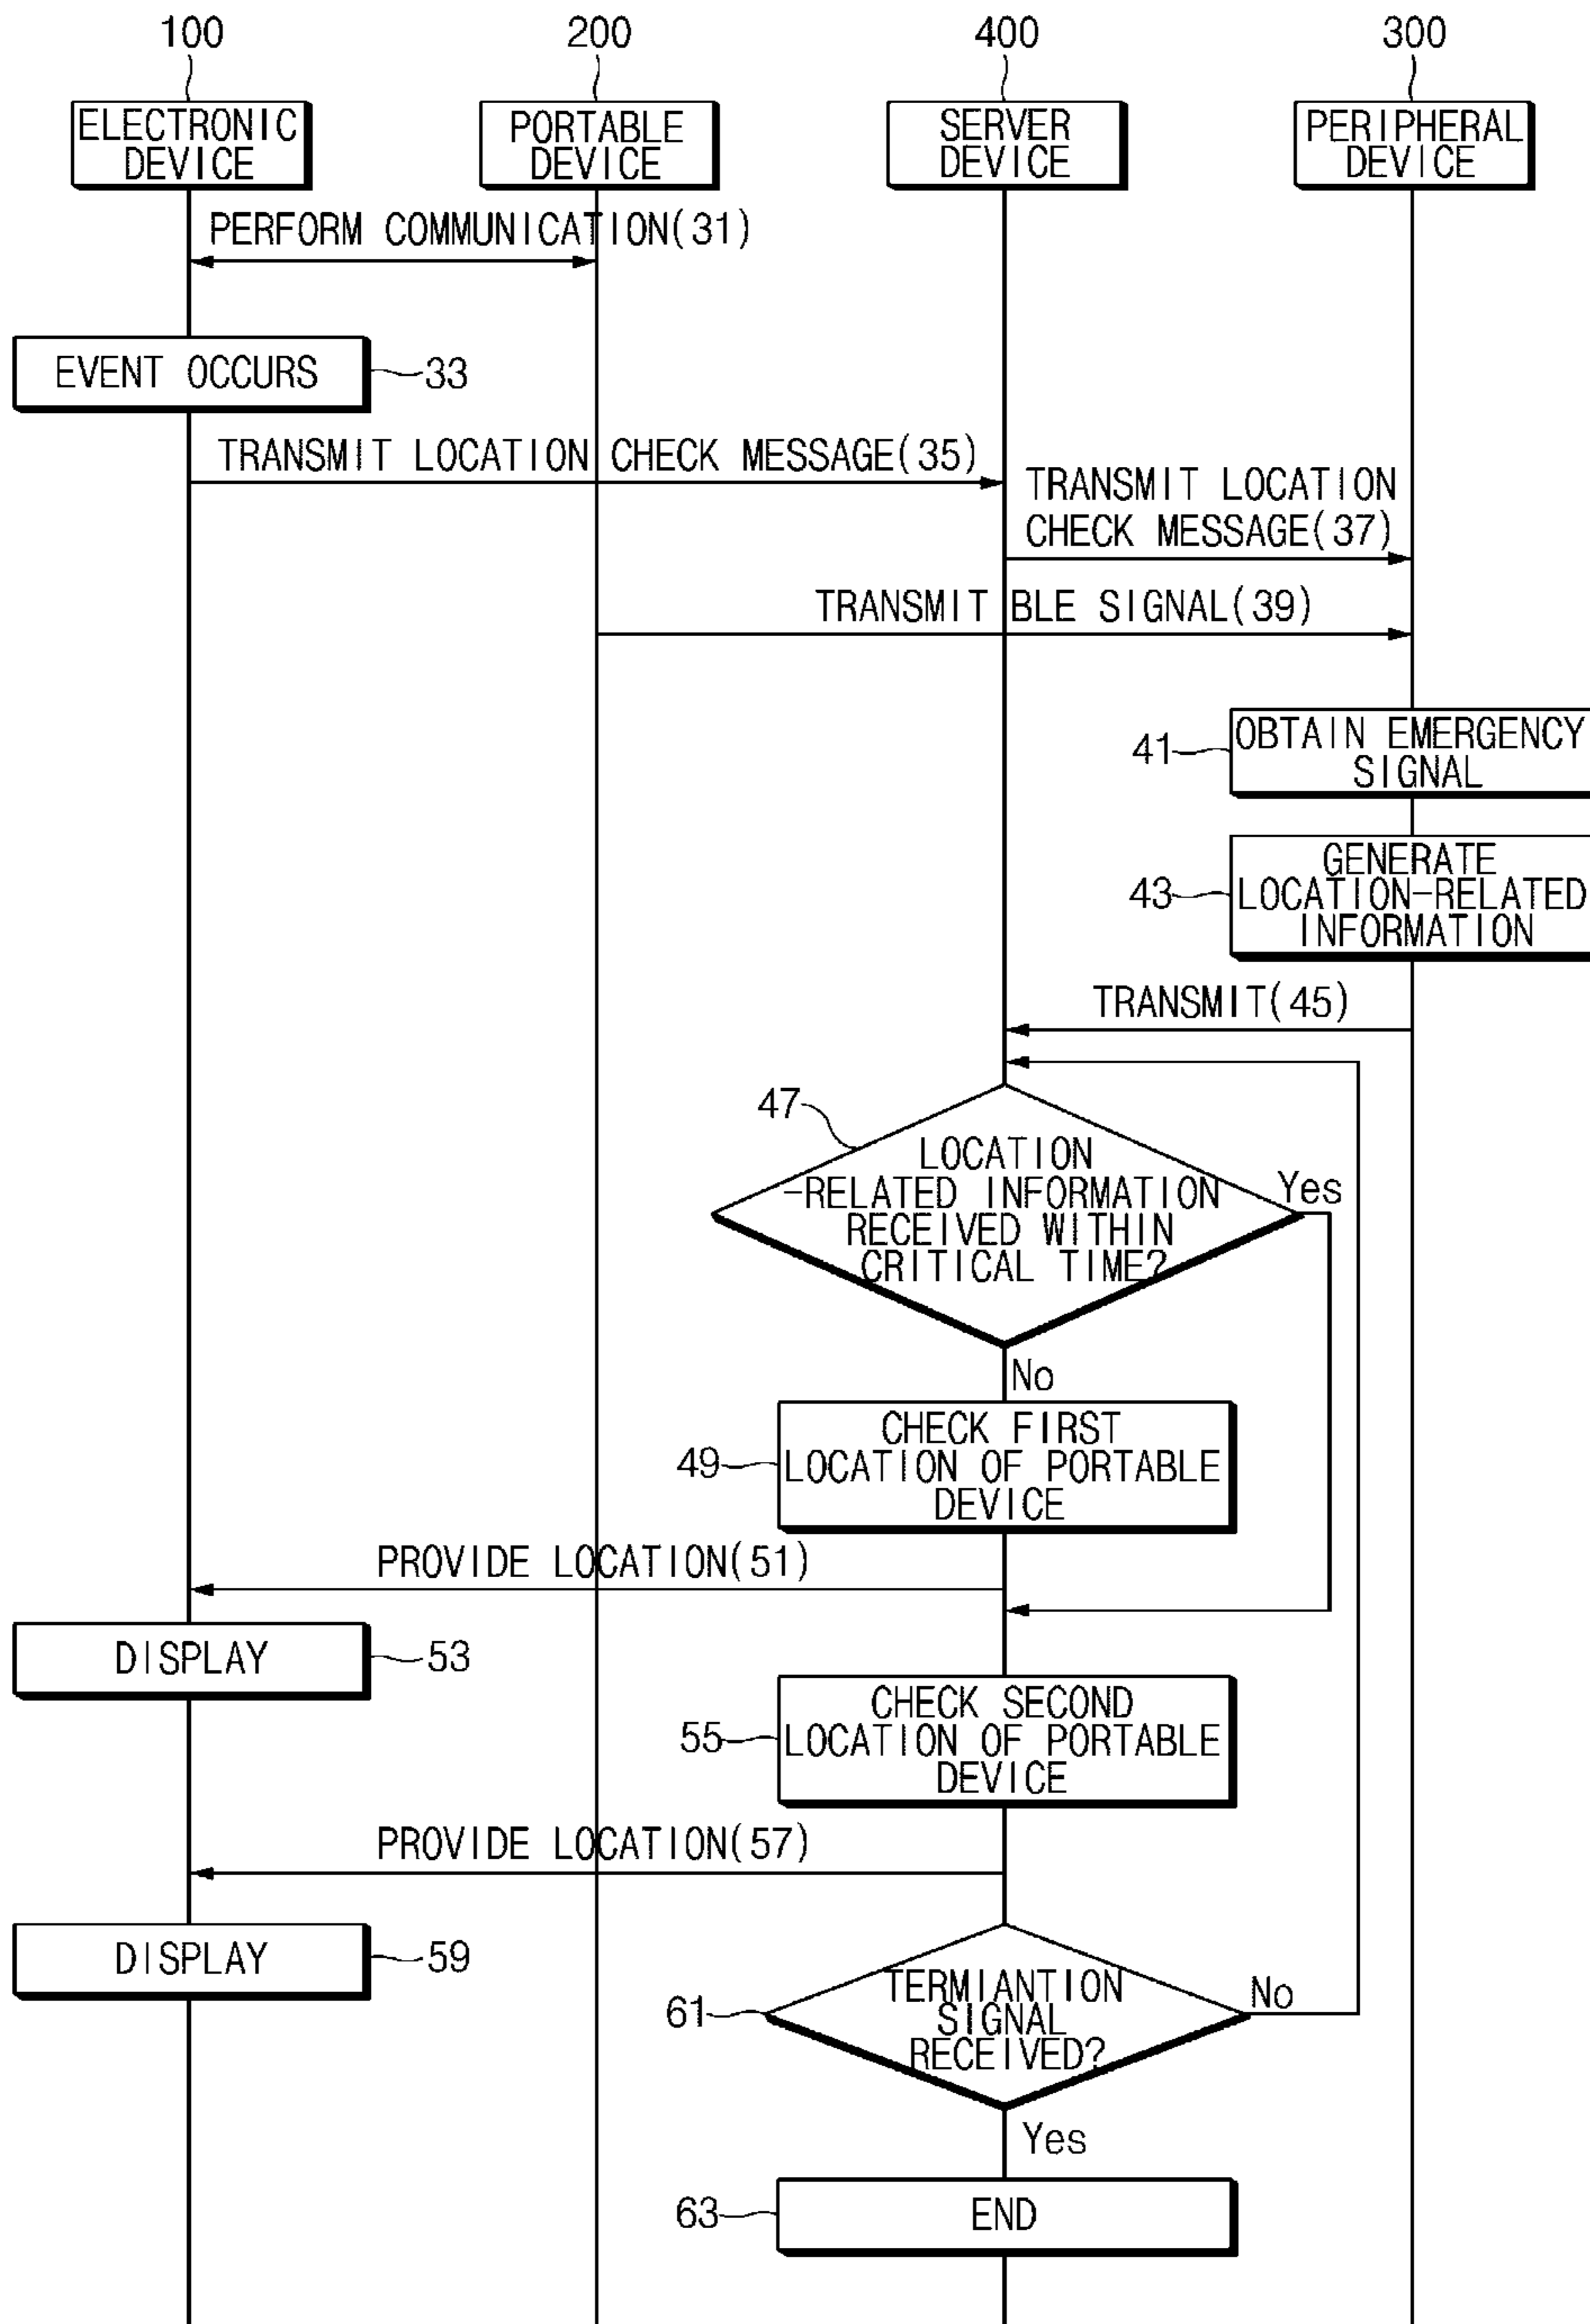 100
200
400
300
ELECTRONIC
DEVICE
PORTABLE
DEVICE
SERVER
DEVICE
PERIPHERAL
DEVICE
PERFORM COMMUNICATION(31)
EVENT OCCURS
33
TRANSMIT LOCATION CHECK MESSAGE(35)
TRANSMIT LOCATION
CHECK MESSAGE(37)
TRANSMIT BLE SIGNAL(39)
41
OBTAIN EMERGENCY
SIGNAL
43
GENERATE
LOCATION-RELATED
INFORMATION
TRANSMIT(45)
47
LOCATION
-RELATED INFORMATION
RECEIVED WITHIN
CRITICAL TIME?
Yes
No
49
CHECK FIRST
LOCATION OF PORTABLE
DEVICE
PROVIDE LOCATION(51)
DISPLAY
53
55
CHECK SECOND
LOCATION OF PORTABLE
DEVICE
PROVIDE LOCATION(57)
DISPLAY
59
61
TERMIANTION
SIGNAL
RECEIVED?
No
Yes
63
END